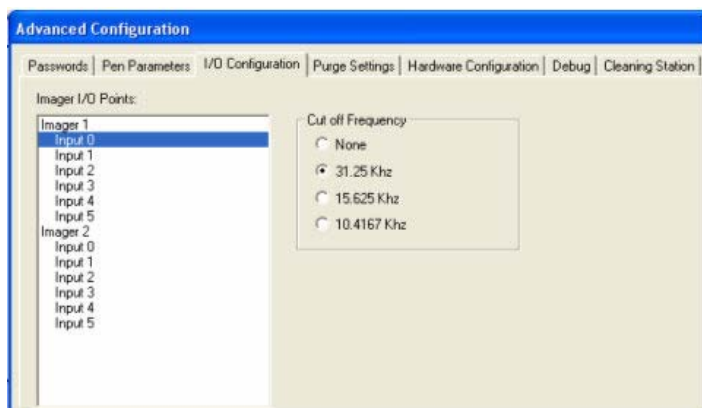 Advanced Configuration
Passwords Pen Parameters I/O Configuration Purge Settings Hardware Configuration Debug Cleaning Station
Imager I/O Points:
Imager 1
Input 0
Input 1
Input 2
Input 3
Input 4
Input 5
Imager 2
Input 0
Input 1
Input 2
Input 3
Input 4
Input 5
Cut off Frequency
None
31.25 Khz
15.625 Khz
10.4167 Khz